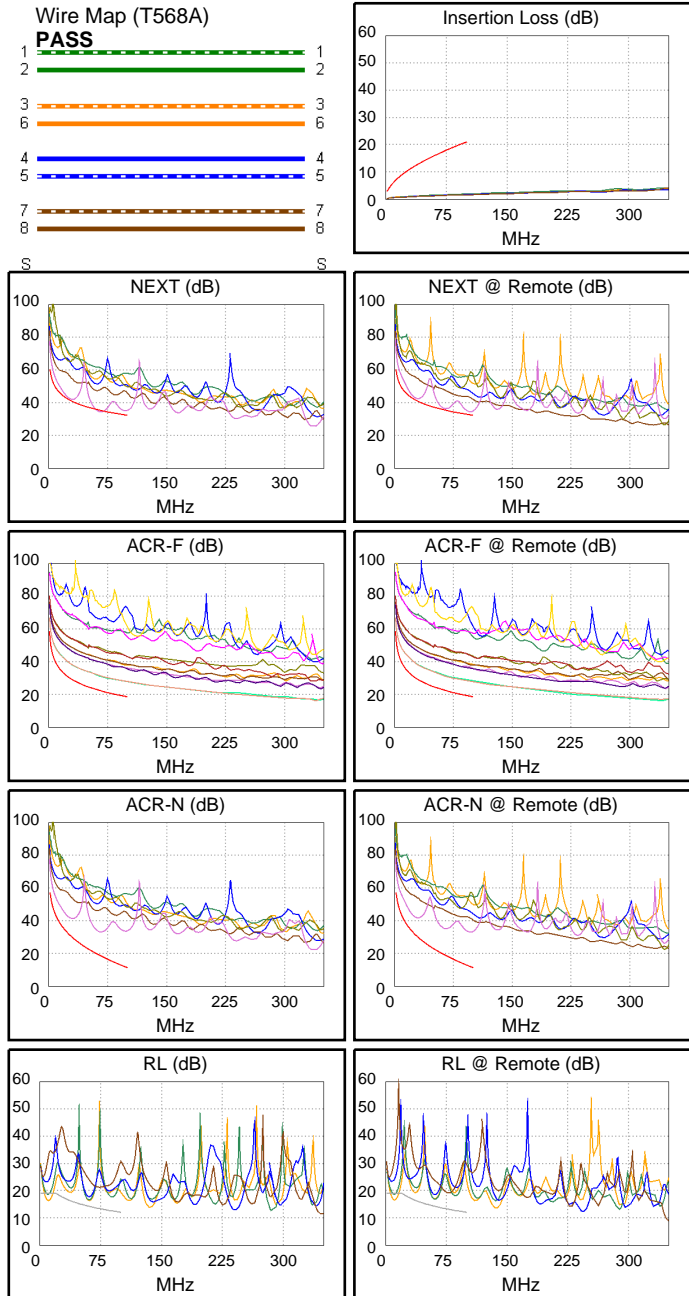 Wire Map (T568A)
PASS
1 1
2 2
3 3
6 6
4 4
5 5
7 7
8 8
S S
Insertion Loss (dB)
60
50
40
30
20
10
0
0 75 150 225 300
MHz
NEXT (dB)
100
80
60
40
20
0
0 75 150 225 300
MHz
NEXT @ Remote (dB)
100
80
60
40
20
0
0 75 150 225 300
MHz
ACR-F (dB)
100
80
60
40
20
0
0 75 150 225 300
MHz
ACR-F @ Remote (dB)
100
80
60
40
20
0
0 75 150 225 300
MHz
ACR-N (dB)
100
80
60
40
20
0
0 75 150 225 300
MHz
ACR-N @ Remote (dB)
100
80
60
40
20
0
0 75 150 225 300
MHz
RL (dB)
60
50
40
30
20
10
0
0 75 150 225 300
MHz
RL @ Remote (dB)
60
50
40
30
20
10
0
0 75 150 225 300
MHz